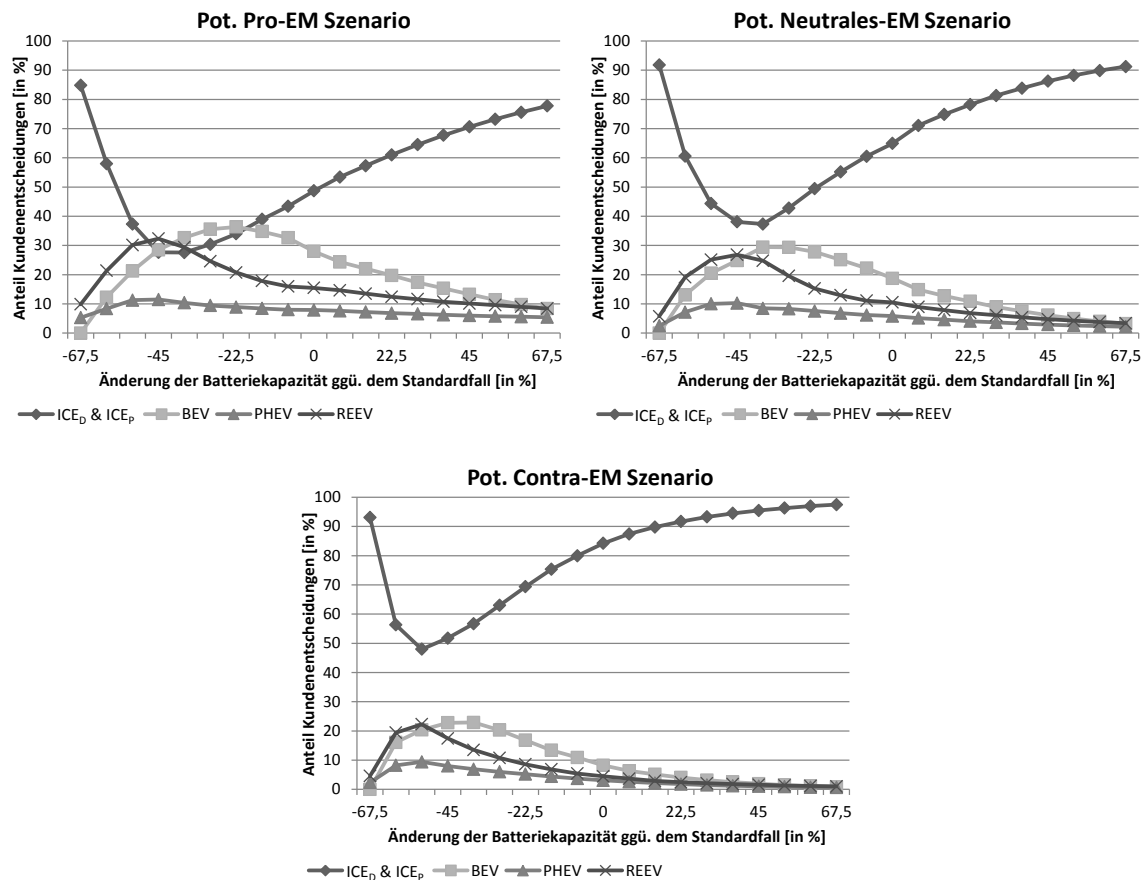 Pot. Pro-EM Szenario
Anteil Kundenentscheidungen [in %]
100
90
80
70
60
50
40
30
20
10
0
-67,5 -45 -22,5 0 22,5 45 67,5
Änderung der Batteriekapazität ggü. dem Standardfall [in %]
ICE_D & ICE_P BEV PHEV REEV
Pot. Neutrales-EM Szenario
Anteil Kundenentscheidungen [in %]
100
90
80
70
60
50
40
30
20
10
0
-67,5 -45 -22,5 0 22,5 45 67,5
Änderung der Batteriekapazität ggü. dem Standardfall [in %]
ICE_D & ICE_P BEV PHEV REEV
Pot. Contra-EM Szenario
Anteil Kundenentscheidungen [in %]
100
90
80
70
60
50
40
30
20
10
0
-67,5 -45 -22,5 0 22,5 45 67,5
Änderung der Batteriekapazität ggü. dem Standardfall [in %]
ICE_D & ICE_P BEV PHEV REEV